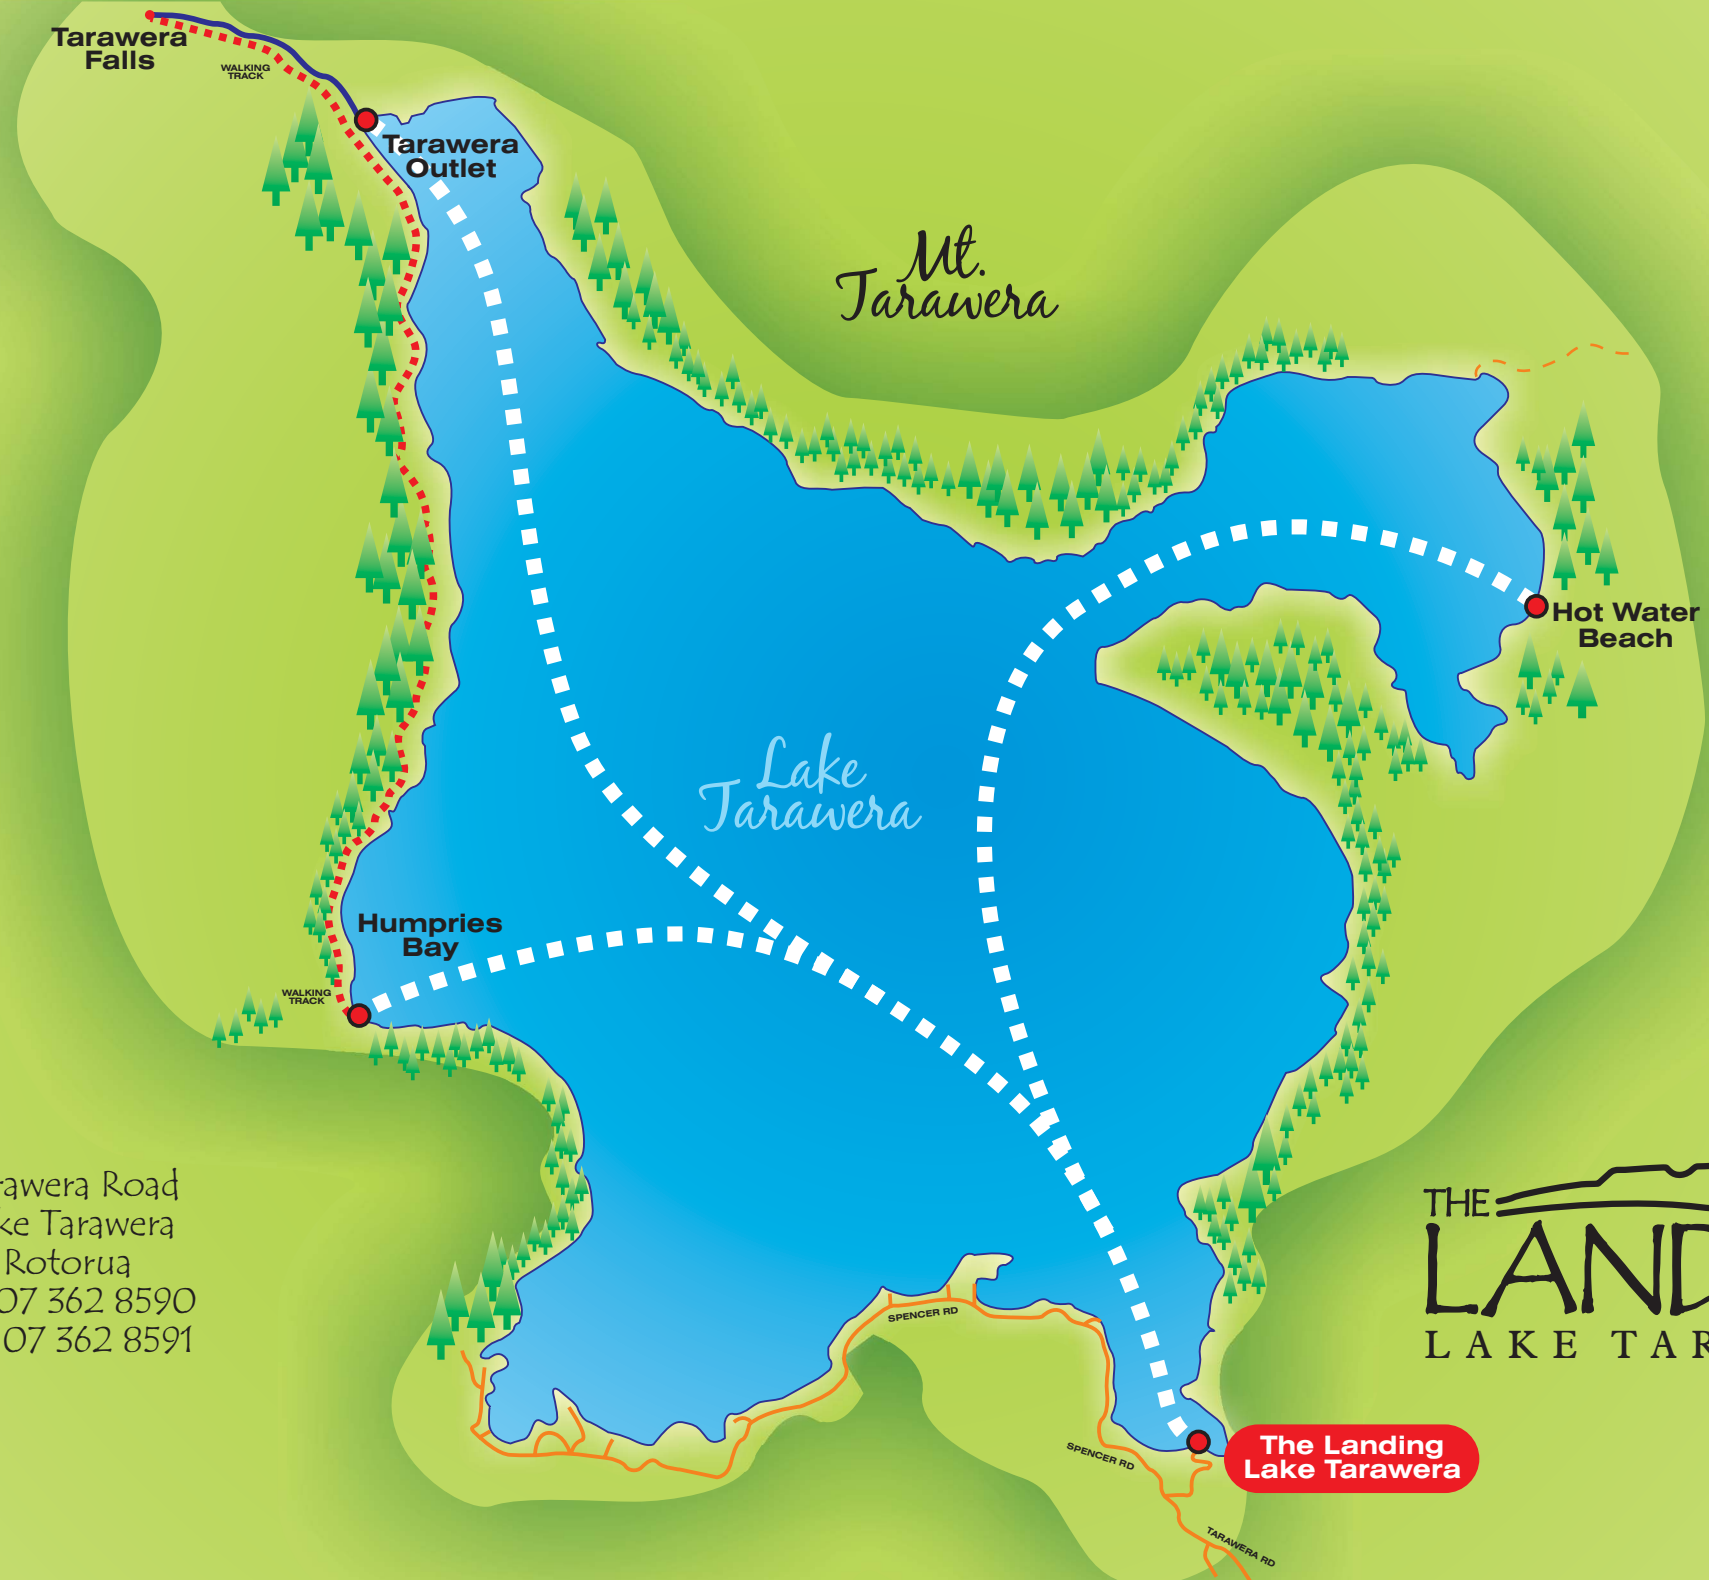 Tarawera
Falls
WALKING
TRACK
Tarawera
Outlet
Mt.
Tarawera
Hot Water
Beach
Lake
Tarawera
Humpries
Bay
WALKING
TRACK
rawera Road
ke Tarawera
Rotorua
07 362 8590
07 362 8591
THE
LAND
LAKE TAR
SPENCER RD
SPENCER RD
The Landing
Lake Tarawera
TARAWERA RD